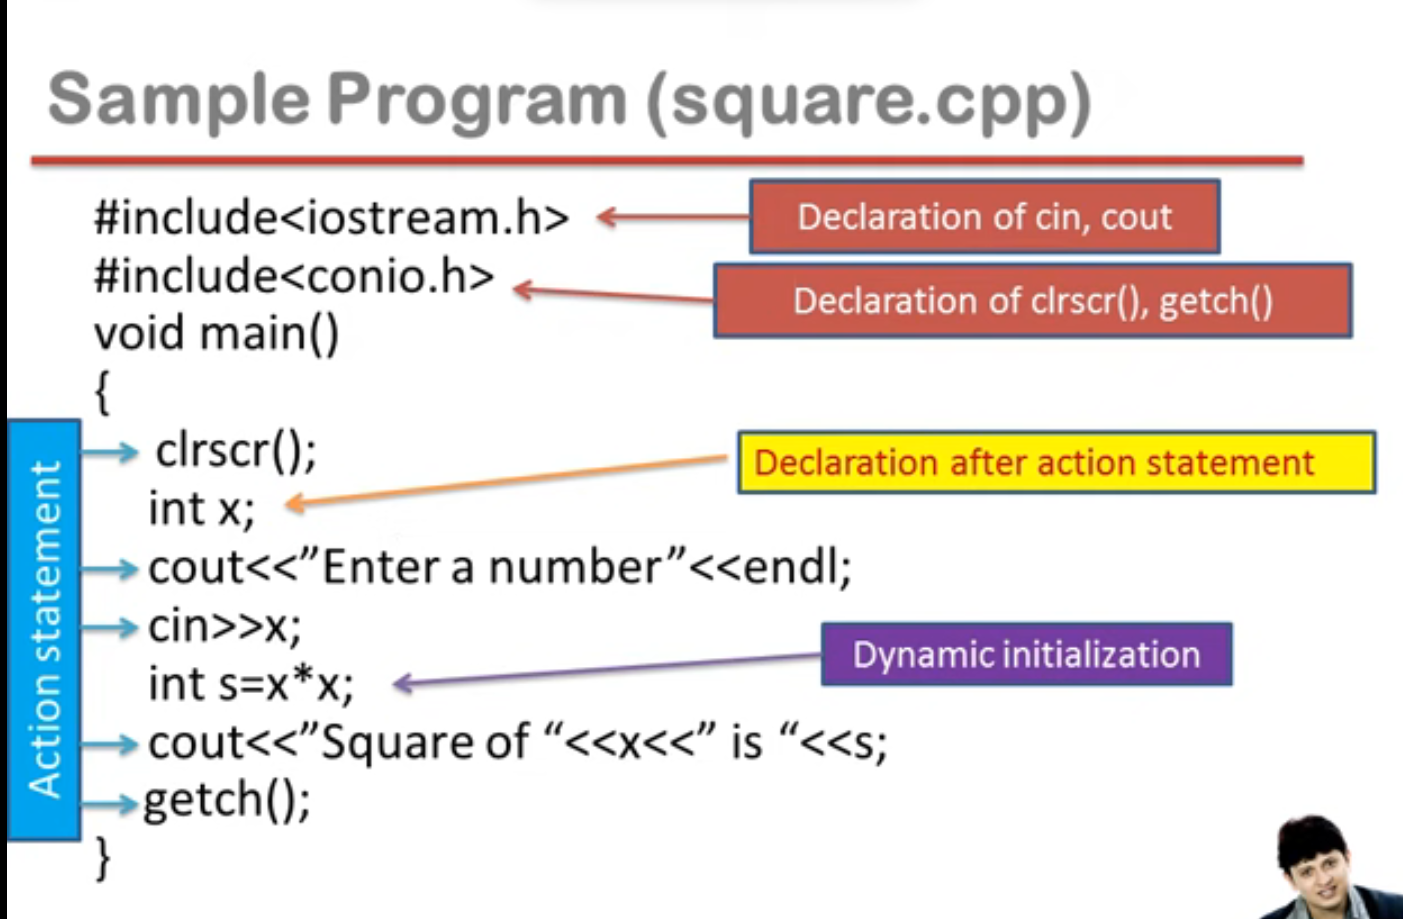 Sample Program (square.cpp)
#include<iostream.h>
Declaration of cin, cout
#include<conio.h>
Declaration of clrscr(), getch()
void main()
{
clrscr();
Declaration after action statement
int x;
cout<<”Enter a number”<<endl;
cin>>x;
Dynamic initialization
int s=x*x;
cout<<”Square of “<<x<<” is “<<s;
getch();
}
Action statement